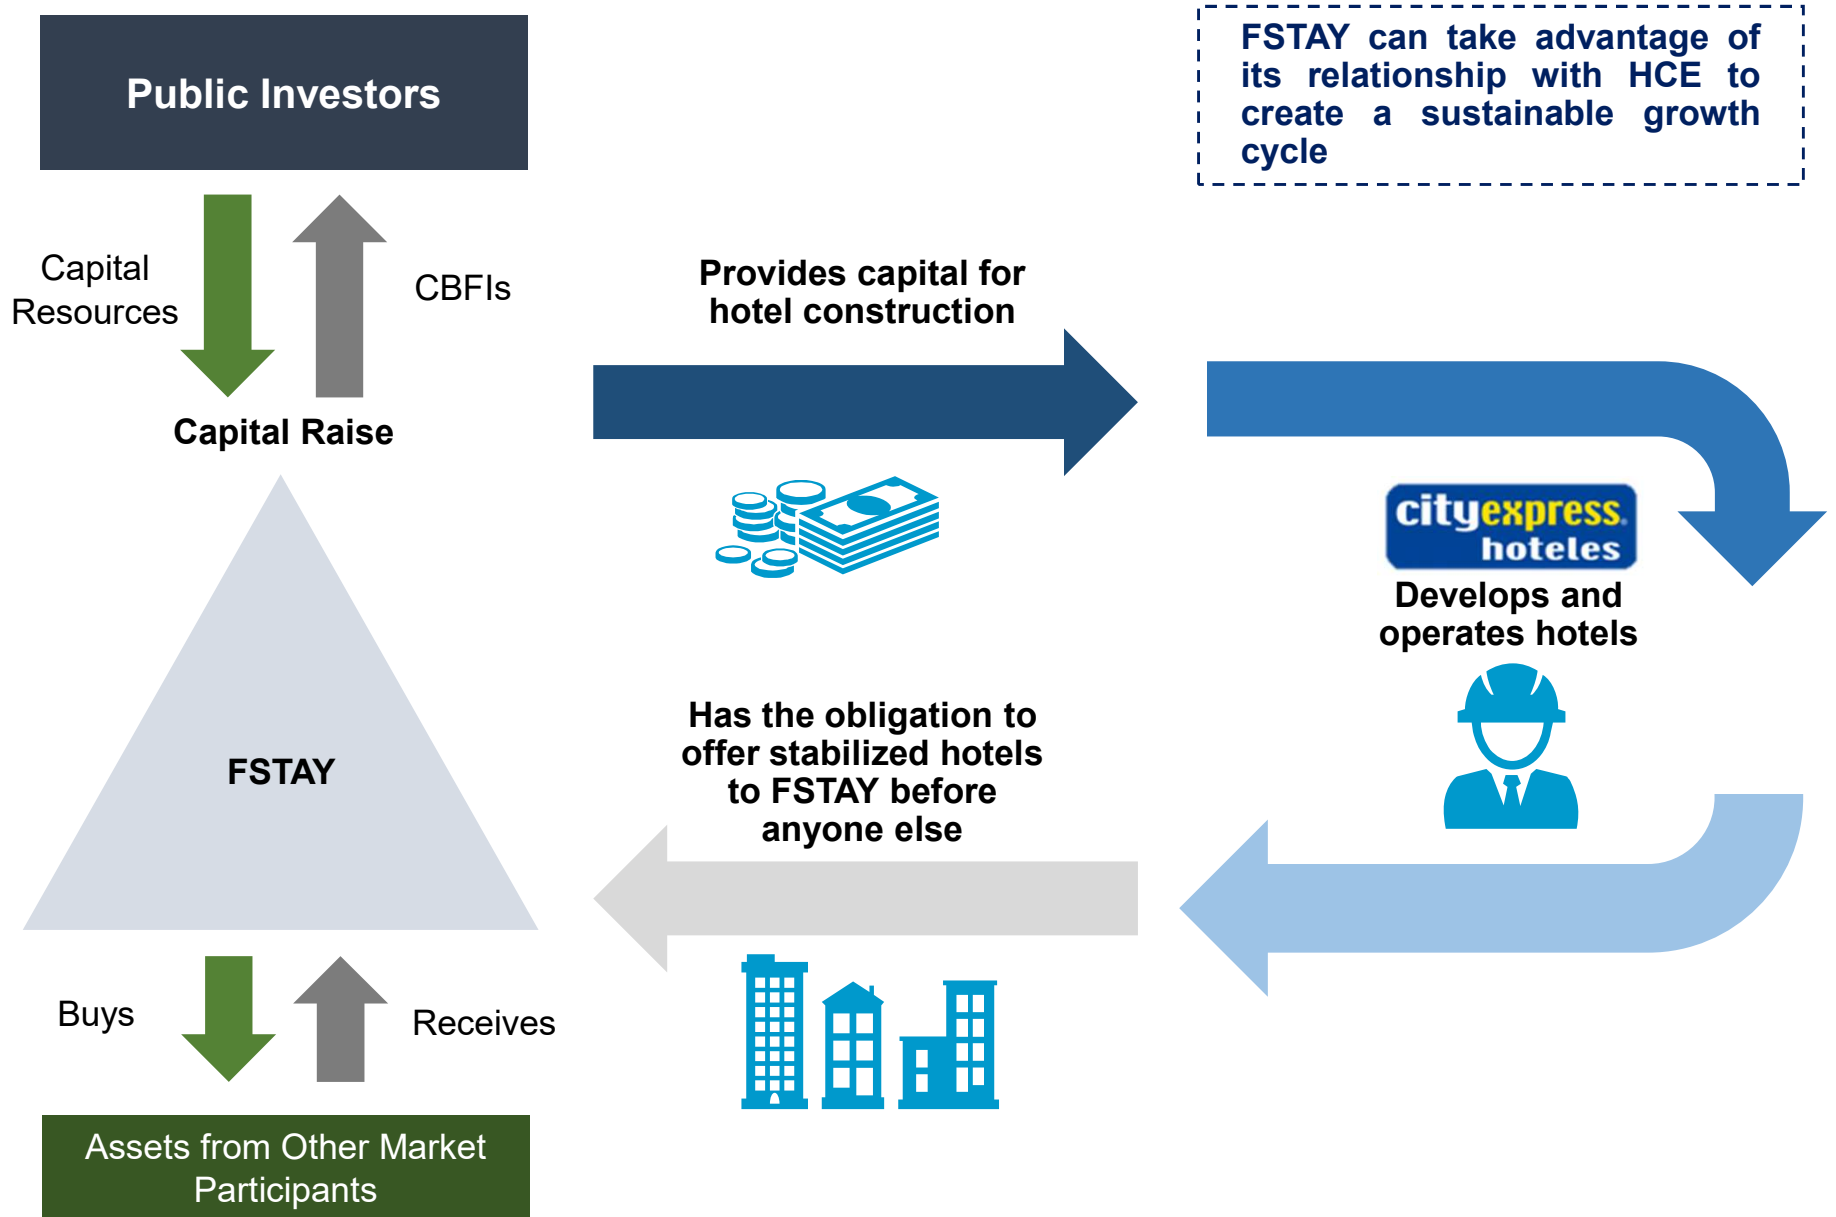 Public Investors
FSTAY can take advantage of
its relationship with HCE to
create a sustainable growth
cycle
Capital
Resources
CBFIs
Capital Raise
Provides capital for
hotel construction
cityexpress.
hoteles
Develops and
operates hotels
FSTAY
Has the obligation to
offer stabilized hotels
to FSTAY before
anyone else
Buys
Receives
Assets from Other Market
Participants